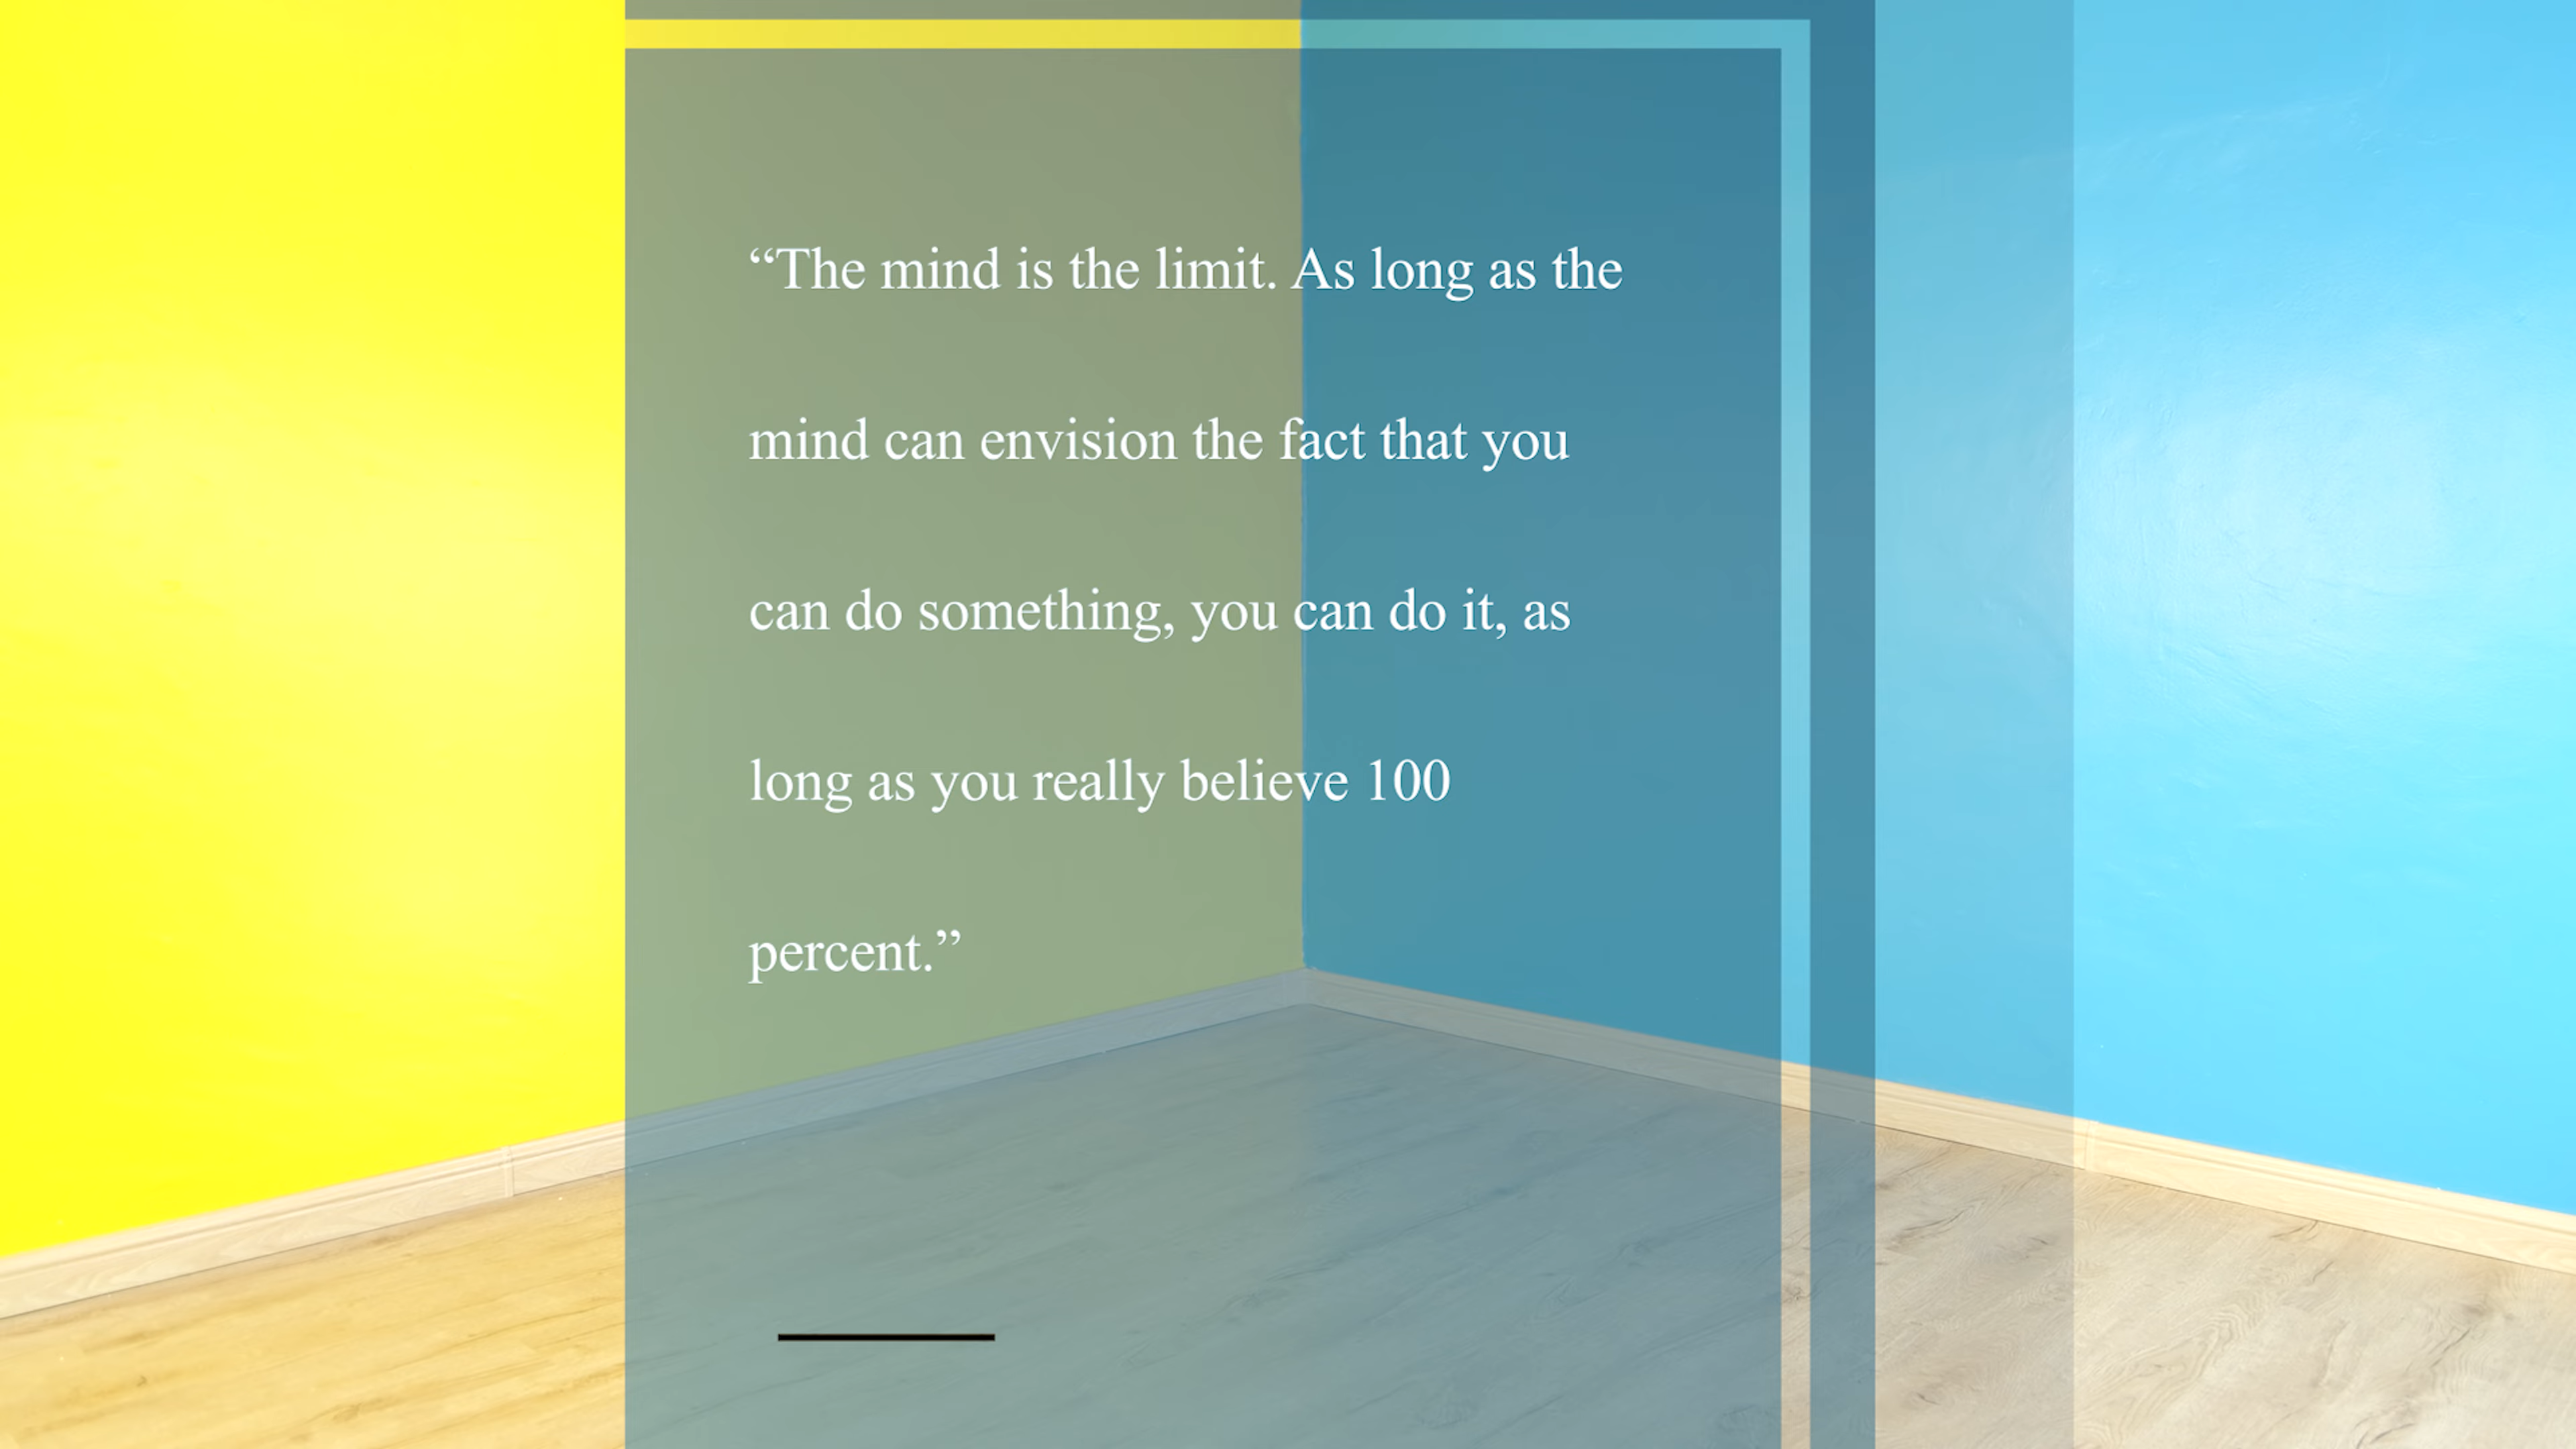 “The mind is the limit. As long as the
mind can envision the fact that you
can do something, you can do it, as
long as you really believe 100
percent.”